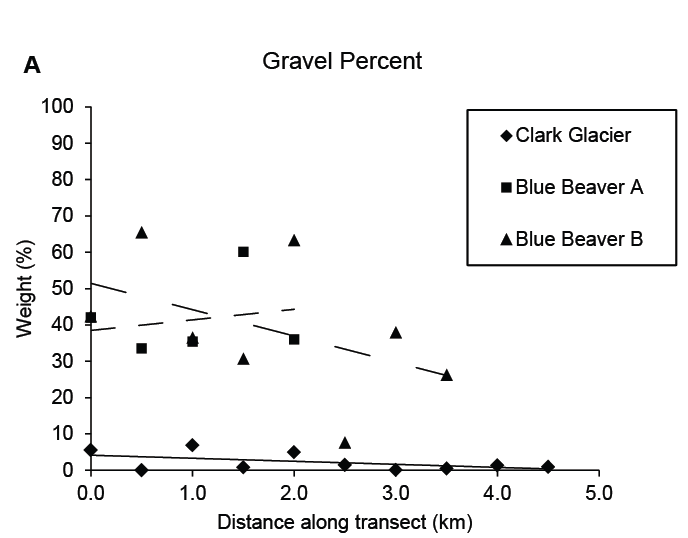 A
Gravel Percent
100
90
80
70
60
50
40
30
20
10
0
Weight (%)
0.0 1.0 2.0 3.0 4.0 5.0
Distance along transect (km)
Clark Glacier
Blue Beaver A
Blue Beaver B